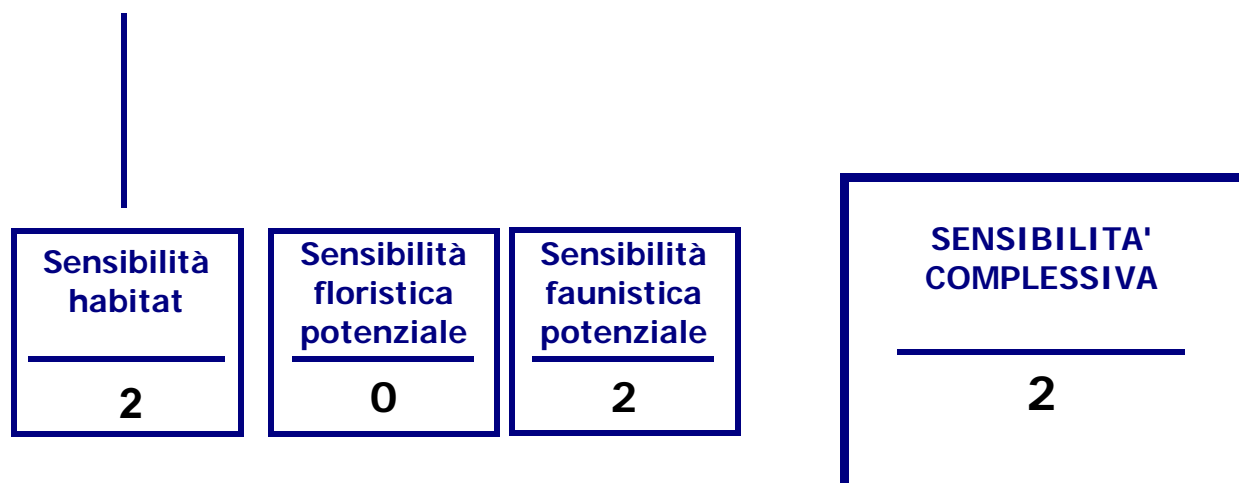 Sensibilità
habitat
2
Sensibilità
floristica
potenziale
0
Sensibilità
faunistica
potenziale
2
SENSIBILITA'
COMPLESSIVA
2